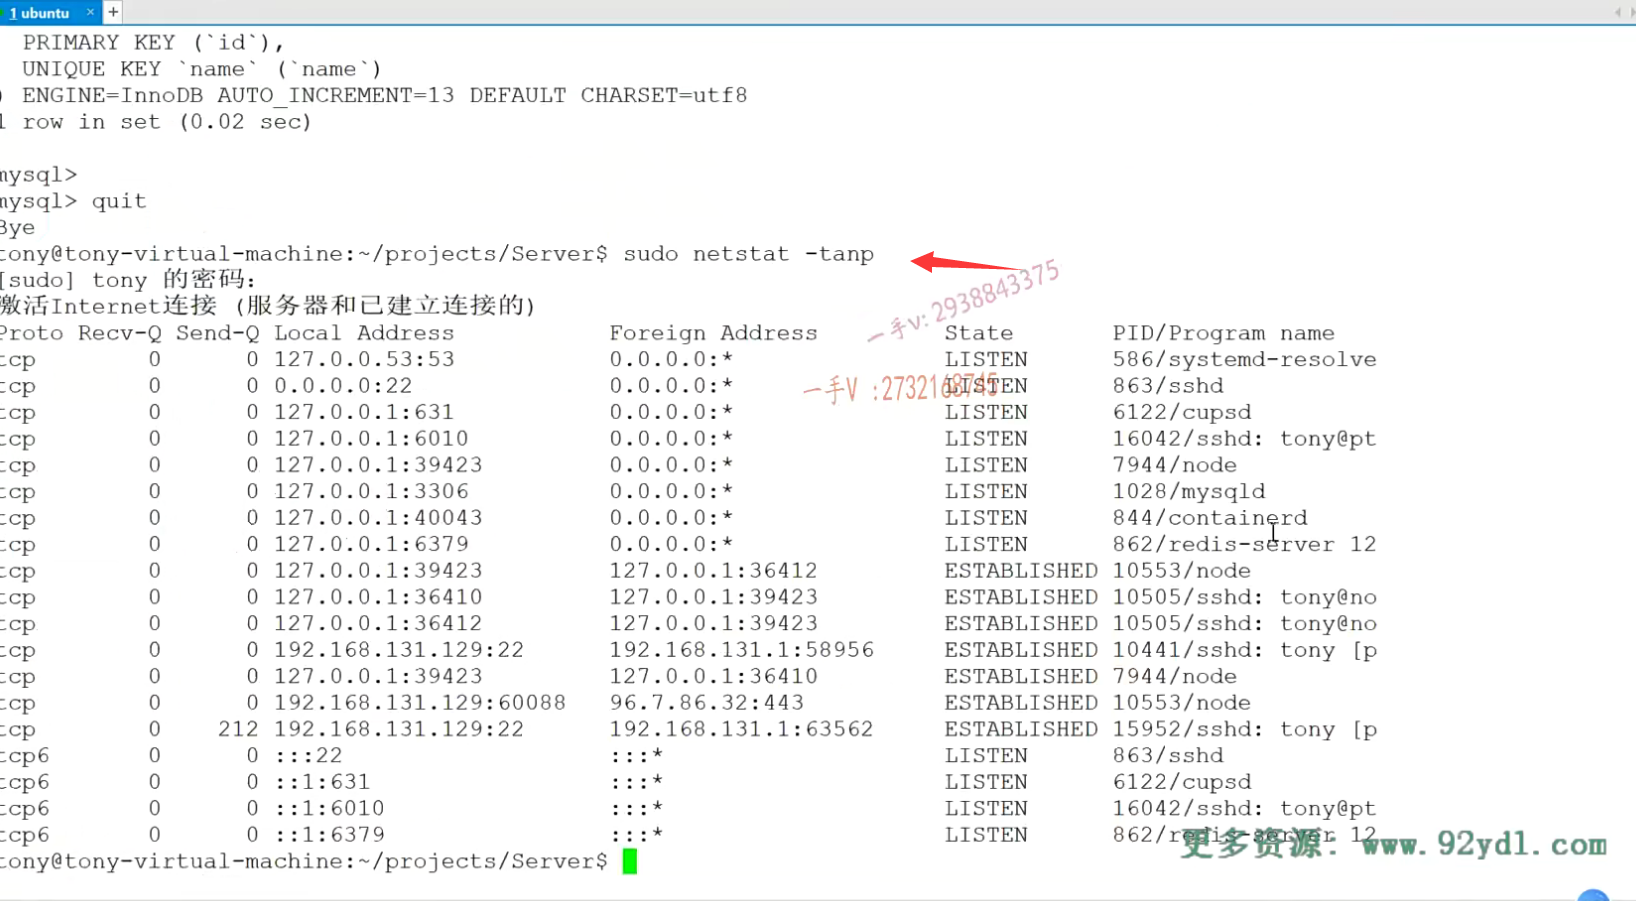 1 ubuntu × +
PRIMARY KEY (`id`),
UNIQUE KEY `name` (`name`)
) ENGINE=InnoDB AUTO_INCREMENT=13 DEFAULT CHARSET=utf8
1 row in set (0.02 sec)
mysql>
mysql> quit
Bye
tony@tony-virtual-machine:~/projects/Server$ sudo netstat -tanp
[sudo] tony 的密码:
激活Internet连接 (服务器和已建立连接的)
Proto Recv-Q Send-Q Local Address Foreign Address State PID/Program name
tcp 0 0 127.0.0.53:53 0.0.0.0:* LISTEN 586/systemd-resolve
tcp 0 0 0.0.0.0:22 0.0.0.0:* LISTEN 863/sshd
tcp 0 0 127.0.0.1:631 0.0.0.0:* LISTEN 6122/cupsd
tcp 0 0 127.0.0.1:6010 0.0.0.0:* LISTEN 16042/sshd: tony@pt
tcp 0 0 127.0.0.1:39423 0.0.0.0:* LISTEN 7944/node
tcp 0 0 127.0.0.1:3306 0.0.0.0:* LISTEN 1028/mysqld
tcp 0 0 127.0.0.1:40043 0.0.0.0:* LISTEN 844/containerd
tcp 0 0 127.0.0.1:6379 0.0.0.0:* LISTEN 862/redis-server 12
tcp 0 0 127.0.0.1:39423 127.0.0.1:36412 ESTABLISHED 10553/node
tcp 0 0 127.0.0.1:36410 127.0.0.1:39423 ESTABLISHED 10505/sshd: tony@no
tcp 0 0 127.0.0.1:36412 127.0.0.1:39423 ESTABLISHED 10505/sshd: tony@no
tcp 0 0 192.168.131.129:22 192.168.131.1:58956 ESTABLISHED 10441/sshd: tony [p
tcp 0 0 127.0.0.1:39423 127.0.0.1:36410 ESTABLISHED 7944/node
tcp 0 0 192.168.131.129:60088 96.7.86.32:443 ESTABLISHED 10553/node
tcp 0 212 192.168.131.129:22 192.168.131.1:63562 ESTABLISHED 15952/sshd: tony [p
tcp6 0 0 :::22 :::* LISTEN 863/sshd
tcp6 0 0 ::1:631 :::* LISTEN 6122/cupsd
tcp6 0 0 ::1:6010 :::* LISTEN 16042/sshd: tony@pt
tcp6 0 0 ::1:6379 :::* LISTEN 862/redis-server 12
tony@tony-virtual-machine:~/projects/Server$
一手v: 2938843375
一手V :2732168745
更多资源: www.92ydl.com